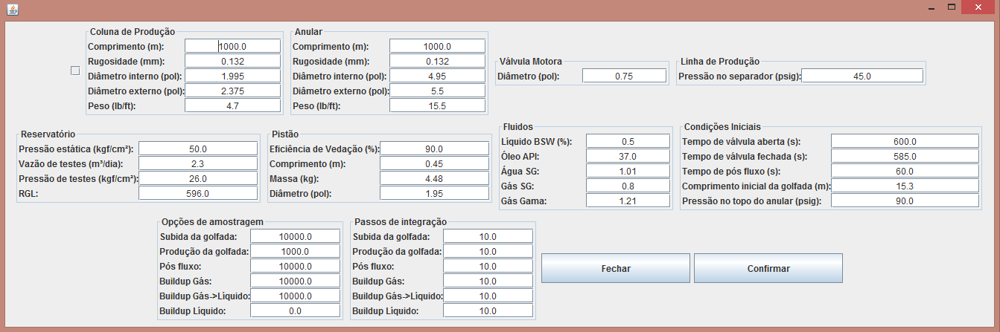 Coluna de Produção
Comprimento (m): 1000.0
Rugosidade (mm): 0.132
Diâmetro interno (pol): 1.995
Diâmetro externo (pol): 2.375
Peso (lb/ft): 4.7
Anular
Comprimento (m): 1000.0
Rugosidade (mm): 0.132
Diâmetro interno (pol): 4.95
Diâmetro externo (pol): 5.5
Peso (lb/ft): 15.5
Válvula Motora
Diâmetro (pol): 0.75
Linha de Produção
Pressão no separador (psig): 45.0
Reservatório
Pressão estática (kgf/cm²): 50.0
Vazão de testes (m³/dia): 2.3
Pressão de testes (kgf/cm²): 26.0
RGL: 596.0
Pistão
Eficiência de Vedação (%): 90.0
Comprimento (m): 0.45
Massa (kg): 4.48
Diâmetro (pol): 1.95
Fluidos
Líquido BSW (%): 0.5
Óleo API: 37.0
Água SG: 1.01
Gás SG: 0.8
Gás Gama: 1.21
Condições Iniciais
Tempo de válvula aberta (s): 600.0
Tempo de válvula fechada (s): 585.0
Tempo de pós fluxo (s): 60.0
Comprimento inicial da golfada (m): 15.3
Pressão no topo do anular (psig): 90.0
Opções de amostragem
Subida da golfada: 10000.0
Produção da golfada: 1000.0
Pós fluxo: 10000.0
Buildup Gás: 10000.0
Buildup Gás->Líquido: 10000.0
Buildup Líquido: 0.0
Passos de integração
Subida da golfada: 10.0
Produção da golfada: 10.0
Pós fluxo: 10.0
Buildup Gás: 10.0
Buildup Gás->Líquido: 10.0
Buildup Líquido: 10.0
Fechar
Confirmar